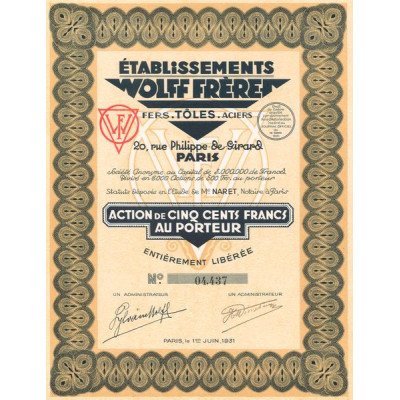 ÉTABLISSEMENTS
WOLFF FRÈRES
FERS. TÔLES. ACIERS
20, rue Philippe de Girard
PARIS
Société Anonyme au Capital de 3.000.000 de Francs
Divisé en 6000 Actions de 500 Frs au porteur
Statuts déposés en l'Étude de Me NARET, Notaire à Paris
ACTION DE CINQ CENTS FRANCS
AU PORTEUR
ENTIÈREMENT LIBÉRÉE
No. 04.437
UN ADMINISTRATEUR UN ADMINISTRATEUR
PARIS, le 1er JUIN, 1931